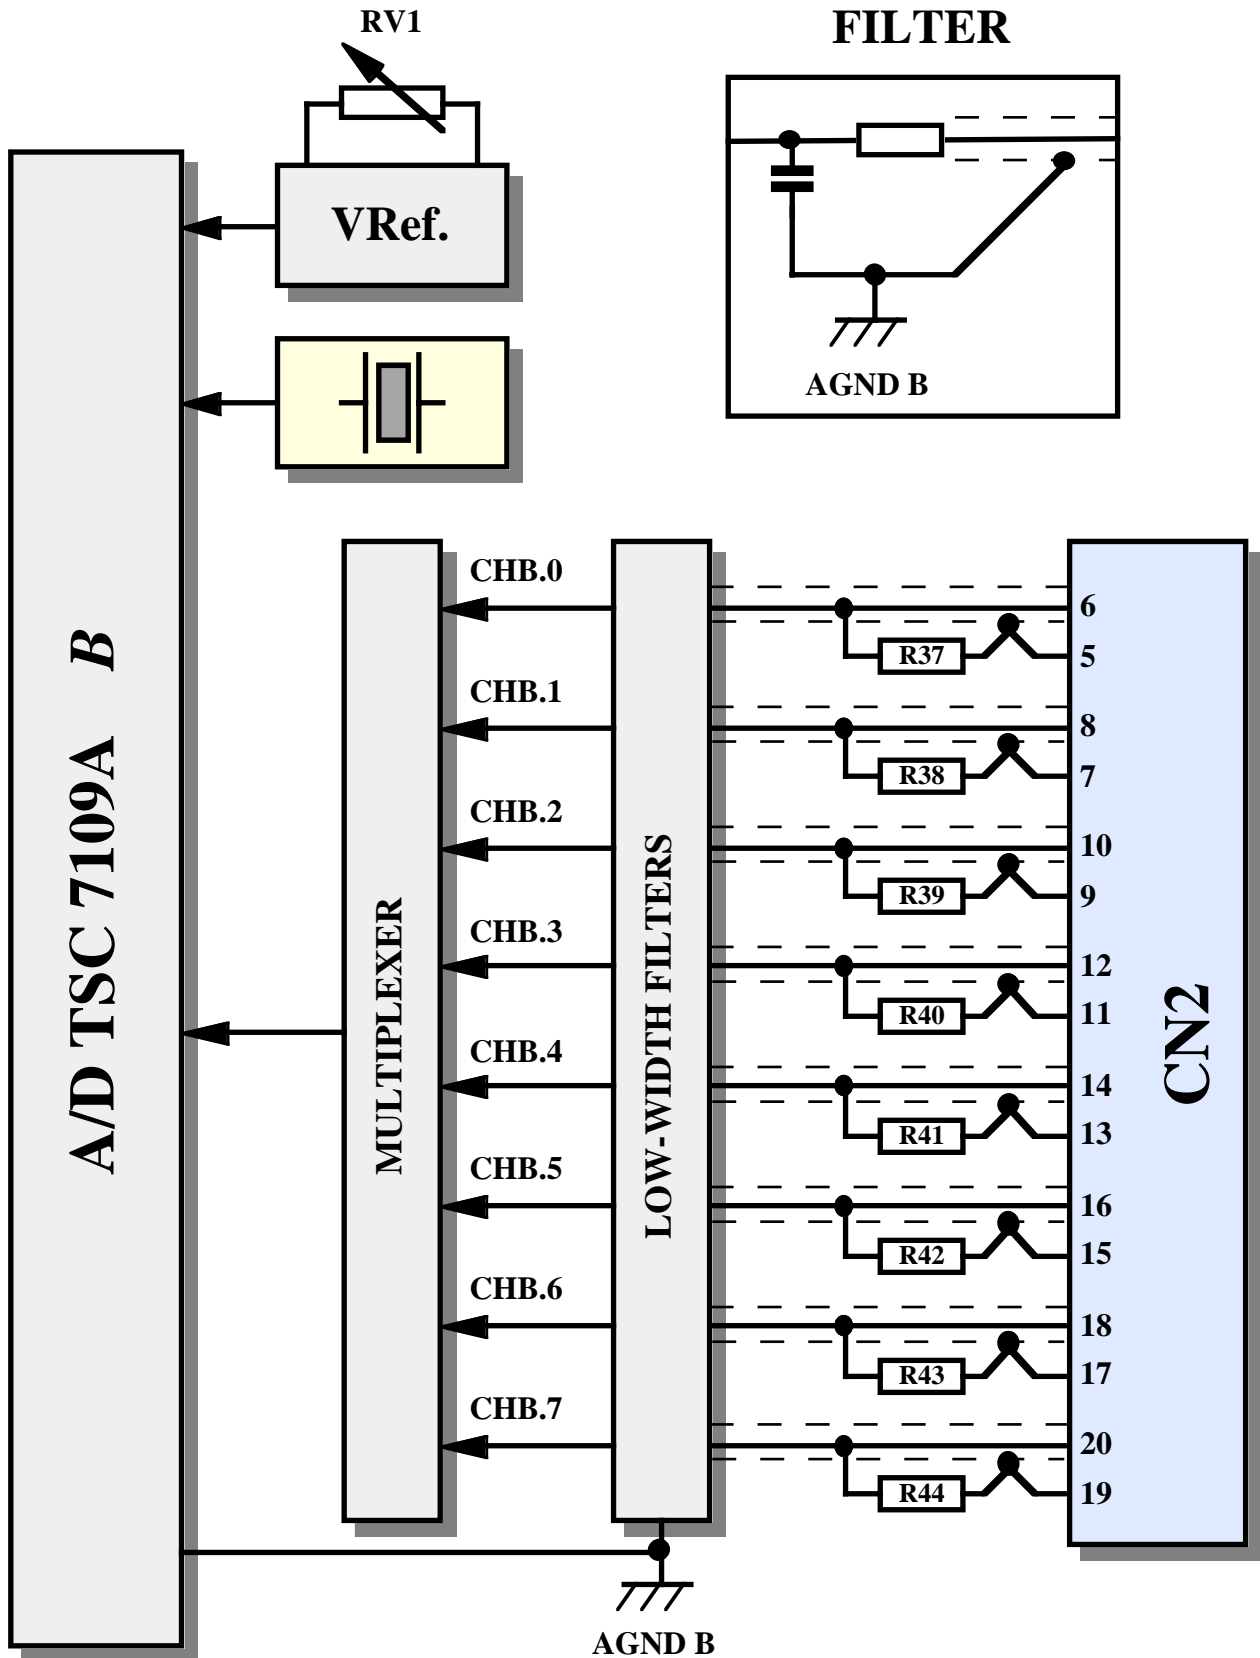 RV1
FILTER
VRef.
AGND B
A/D TSC 7109A B
MULTIPLEXER
LOW-WIDTH FILTERS
CN2
CHB.0
6
R37
5
CHB.1
8
R38
7
CHB.2
10
R39
9
CHB.3
12
R40
11
CHB.4
14
R41
13
CHB.5
16
R42
15
CHB.6
18
R43
17
CHB.7
20
R44
19
AGND B